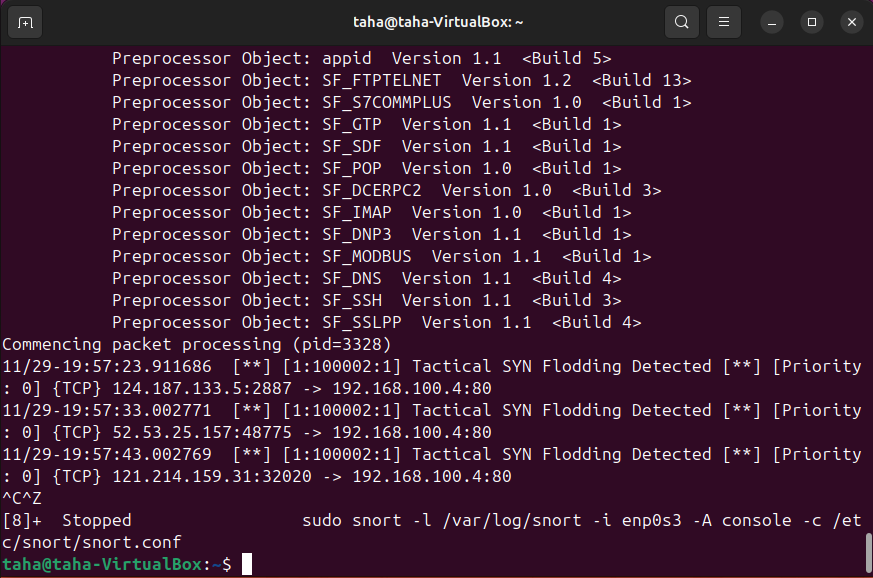 taha@taha-VirtualBox: ~
Preprocessor Object: appid  Version 1.1  <Build 5>
Preprocessor Object: SF_FTPTELNET  Version 1.2  <Build 13>
Preprocessor Object: SF_S7COMMPLUS  Version 1.0  <Build 1>
Preprocessor Object: SF_GTP  Version 1.1  <Build 1>
Preprocessor Object: SF_SDF  Version 1.1  <Build 1>
Preprocessor Object: SF_POP  Version 1.0  <Build 1>
Preprocessor Object: SF_DCERPC2  Version 1.0  <Build 3>
Preprocessor Object: SF_IMAP  Version 1.0  <Build 1>
Preprocessor Object: SF_DNP3  Version 1.1  <Build 1>
Preprocessor Object: SF_MODBUS  Version 1.1  <Build 1>
Preprocessor Object: SF_DNS  Version 1.1  <Build 4>
Preprocessor Object: SF_SSH  Version 1.1  <Build 3>
Preprocessor Object: SF_SSLPP  Version 1.1  <Build 4>
Commencing packet processing (pid=3328)
11/29-19:57:23.911686  [**] [1:100002:1] Tactical SYN Flodding Detected [**] [Priority
: 0] {TCP} 124.187.133.5:2887 -> 192.168.100.4:80
11/29-19:57:33.002771  [**] [1:100002:1] Tactical SYN Flodding Detected [**] [Priority
: 0] {TCP} 52.53.25.157:48775 -> 192.168.100.4:80
11/29-19:57:43.002769  [**] [1:100002:1] Tactical SYN Flodding Detected [**] [Priority
: 0] {TCP} 121.214.159.31:32020 -> 192.168.100.4:80
^C^Z
[8]+  Stopped                 sudo snort -l /var/log/snort -i enp0s3 -A console -c /et
c/snort/snort.conf
taha@taha-VirtualBox:~$